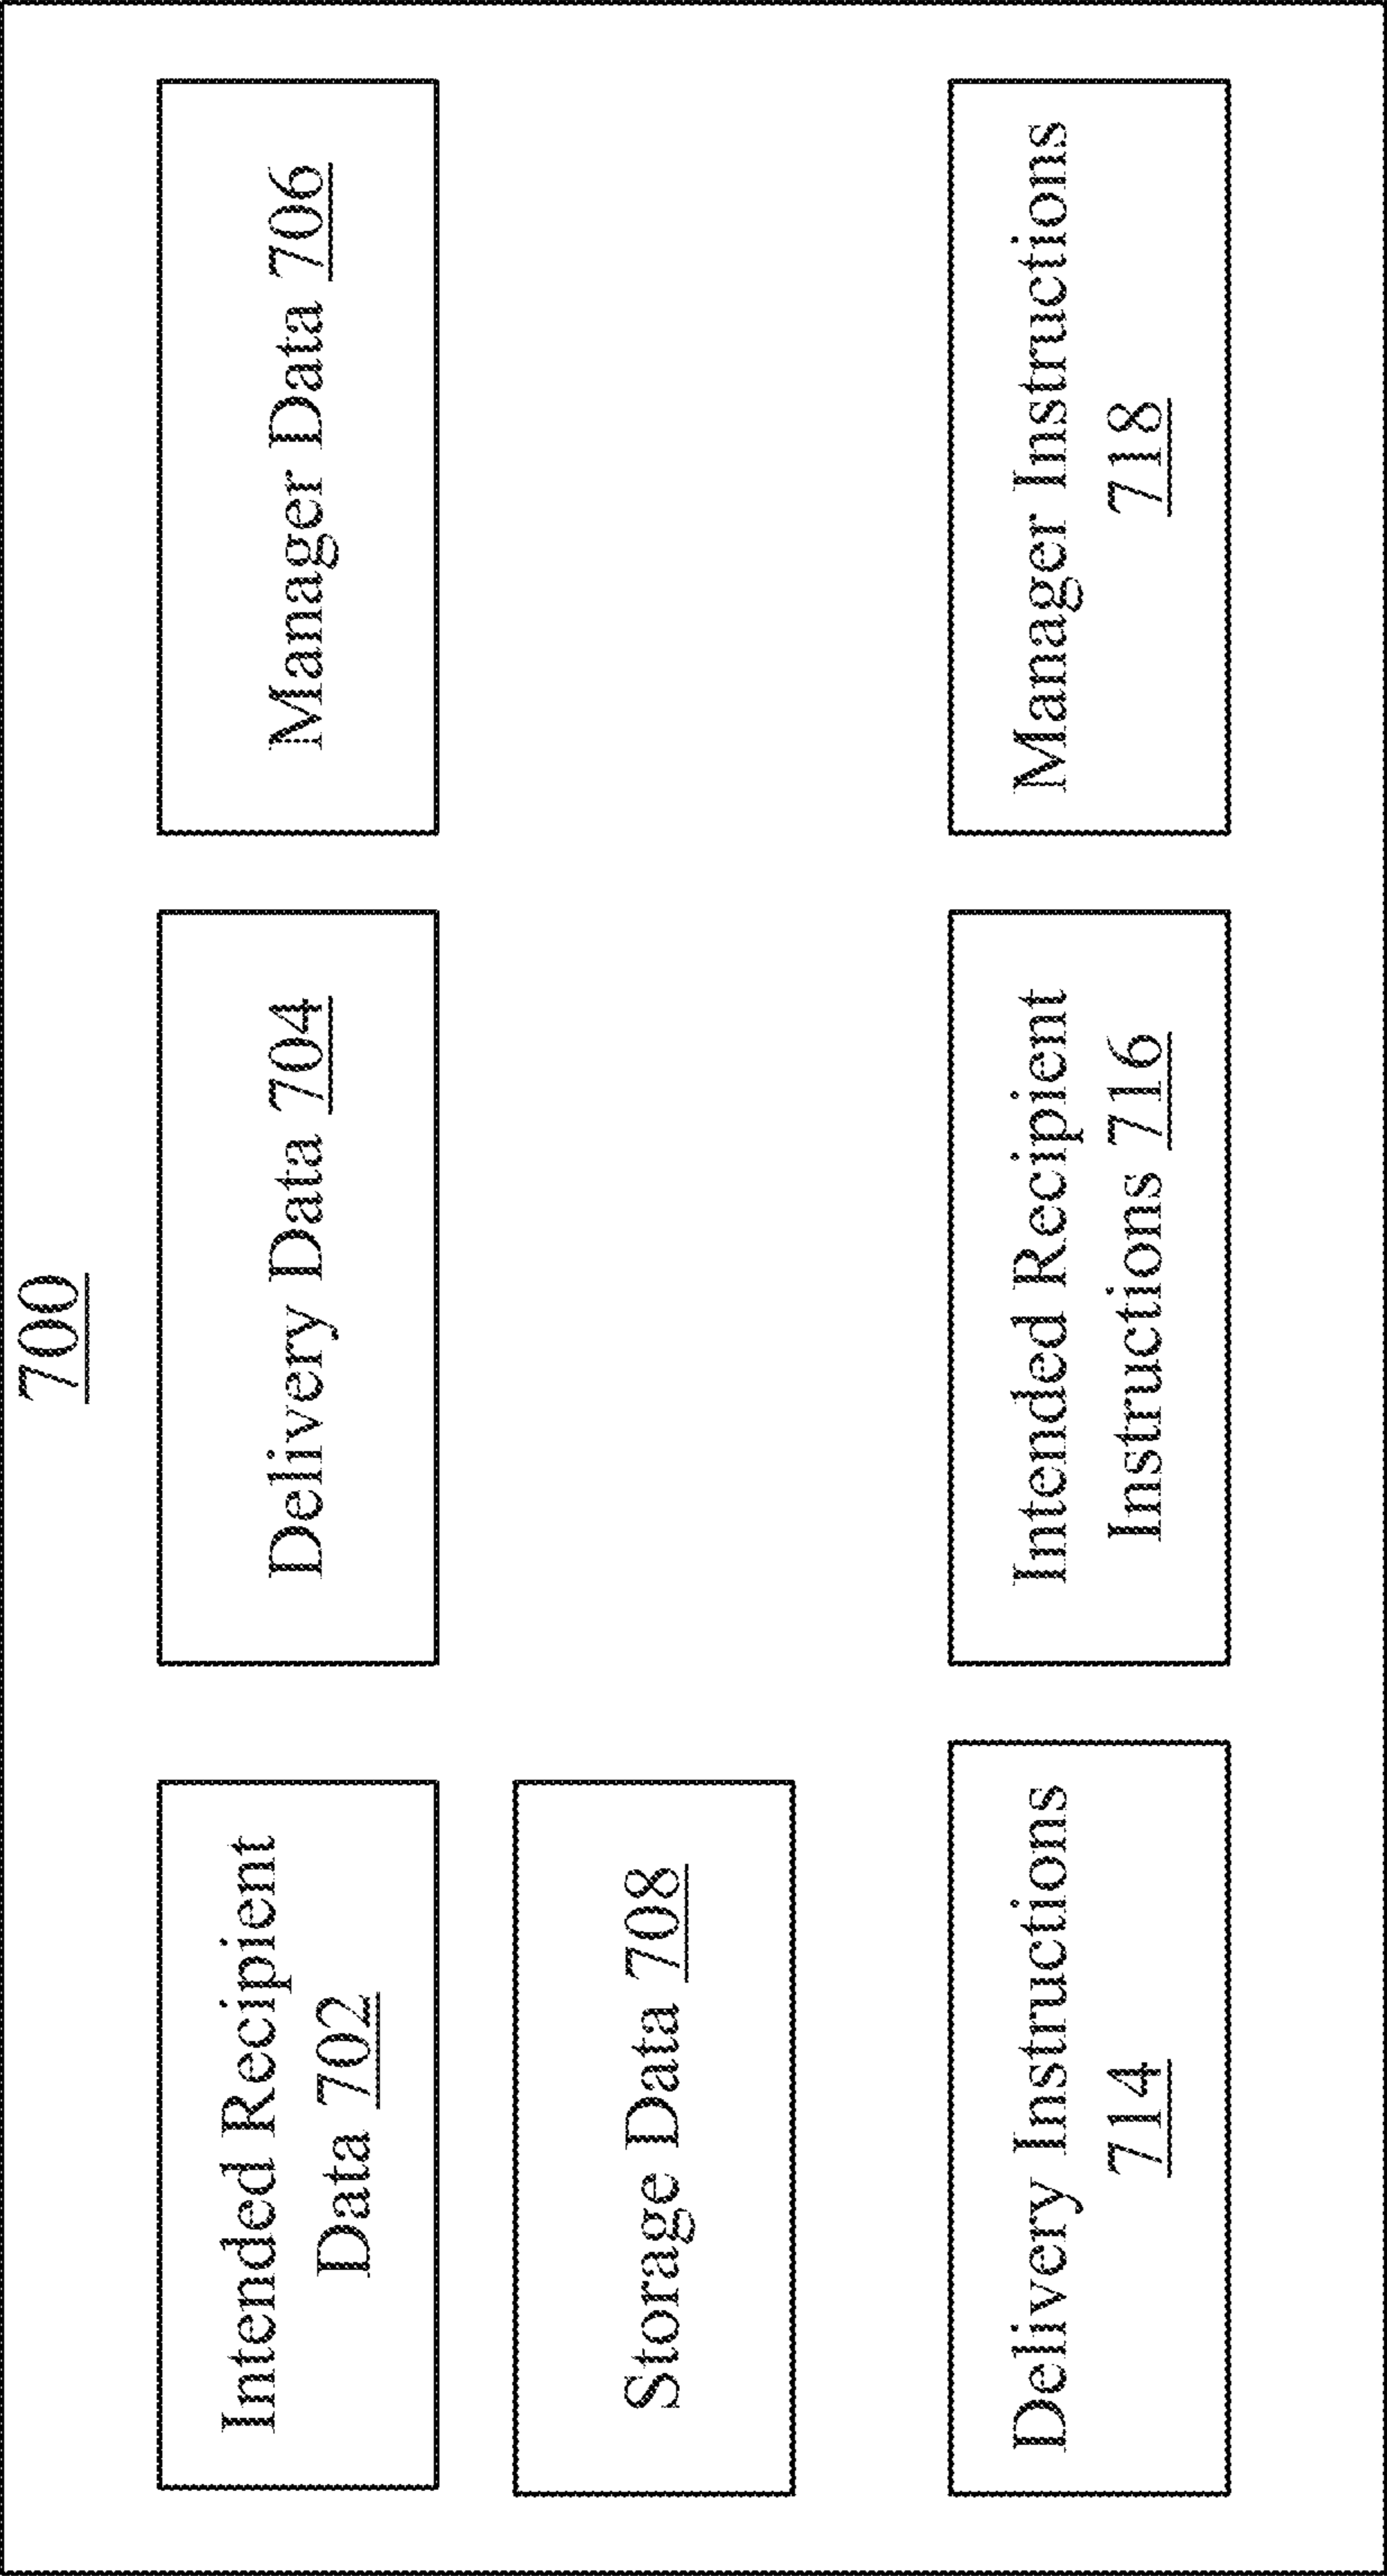 700
Intended Recipient
Data 702
Delivery Data 704
Manager Data 706
Storage Data 708
Delivery Instructions
714
Intended Recipient
Instructions 716
Manager Instructions
718